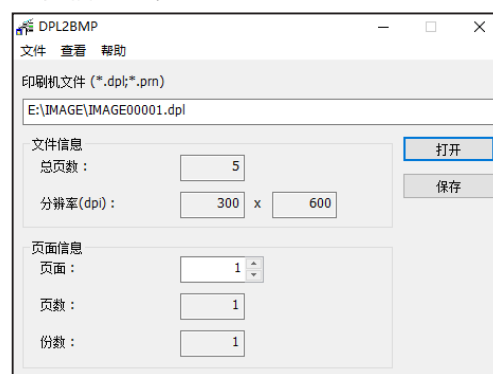 DPL2BMP
文件 查看 帮助
印刷机文件 (*.dpl;*.prn)
E:\IMAGE\IMAGE00001.dpl
文件信息
打开
总页数： 5
保存
分辨率(dpi)： 300 x 600
页面信息
页面： 1
页数： 1
份数： 1